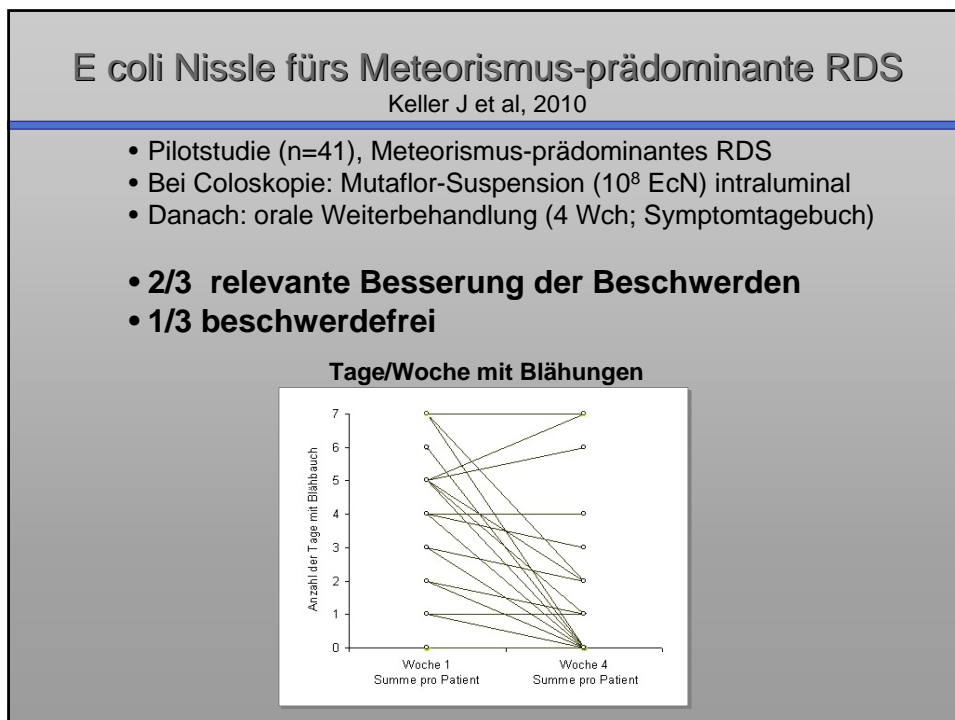 E coli Nissle fürs Meteorismus-prädominante RDS
Keller J et al, 2010
• Pilotstudie (n=41), Meteorismus-prädominantes RDS
• Bei Coloskopie: Mutaflor-Suspension (10⁸ EcN) intraluminal
• Danach: orale Weiterbehandlung (4 Wch; Symptomtagebuch)
• 2/3 relevante Besserung der Beschwerden
• 1/3 beschwerdefrei
Tage/Woche mit Blähungen
Anzahl der Tage mit Blähbauch
7
6
5
4
3
2
1
0
Woche 1
Summe pro Patient
Woche 4
Summe pro Patient